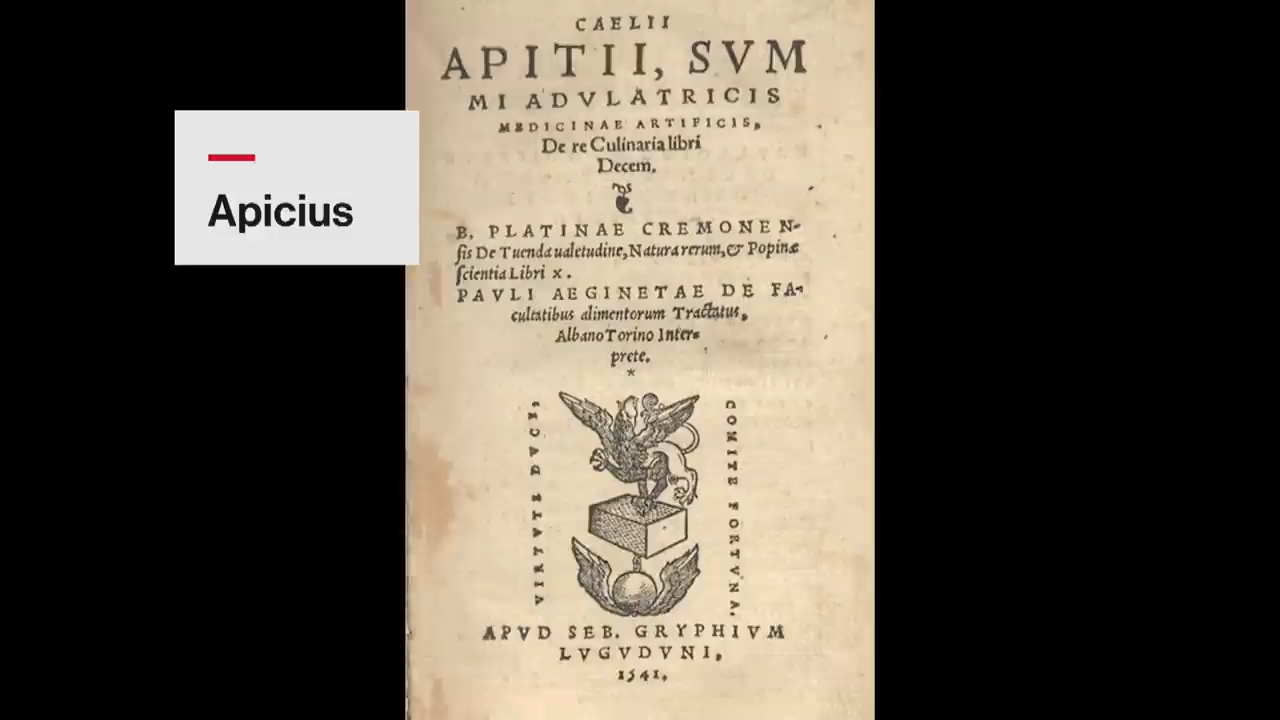 Apicius
CAELII
APITII, SVM
MI ADVLATRICIS
MEDICINAE ARTIFICIS,
De re Culinaria libri
Decem.
B. PLATINAE CREMONEN-
sis De Tuenda ualetudine, Natura rerum, & Popinæ
scientia Libri x.
PAVLI AEGINETAE DE FA-
cultatibus alimentorum Tractatus,
Albano Torino Inter=
prete.
*
VIRTVTE DVCE,
COMITE FORTVNA.
APVD SEB. GRYPHIVM
LVGVDVNI,
1541.